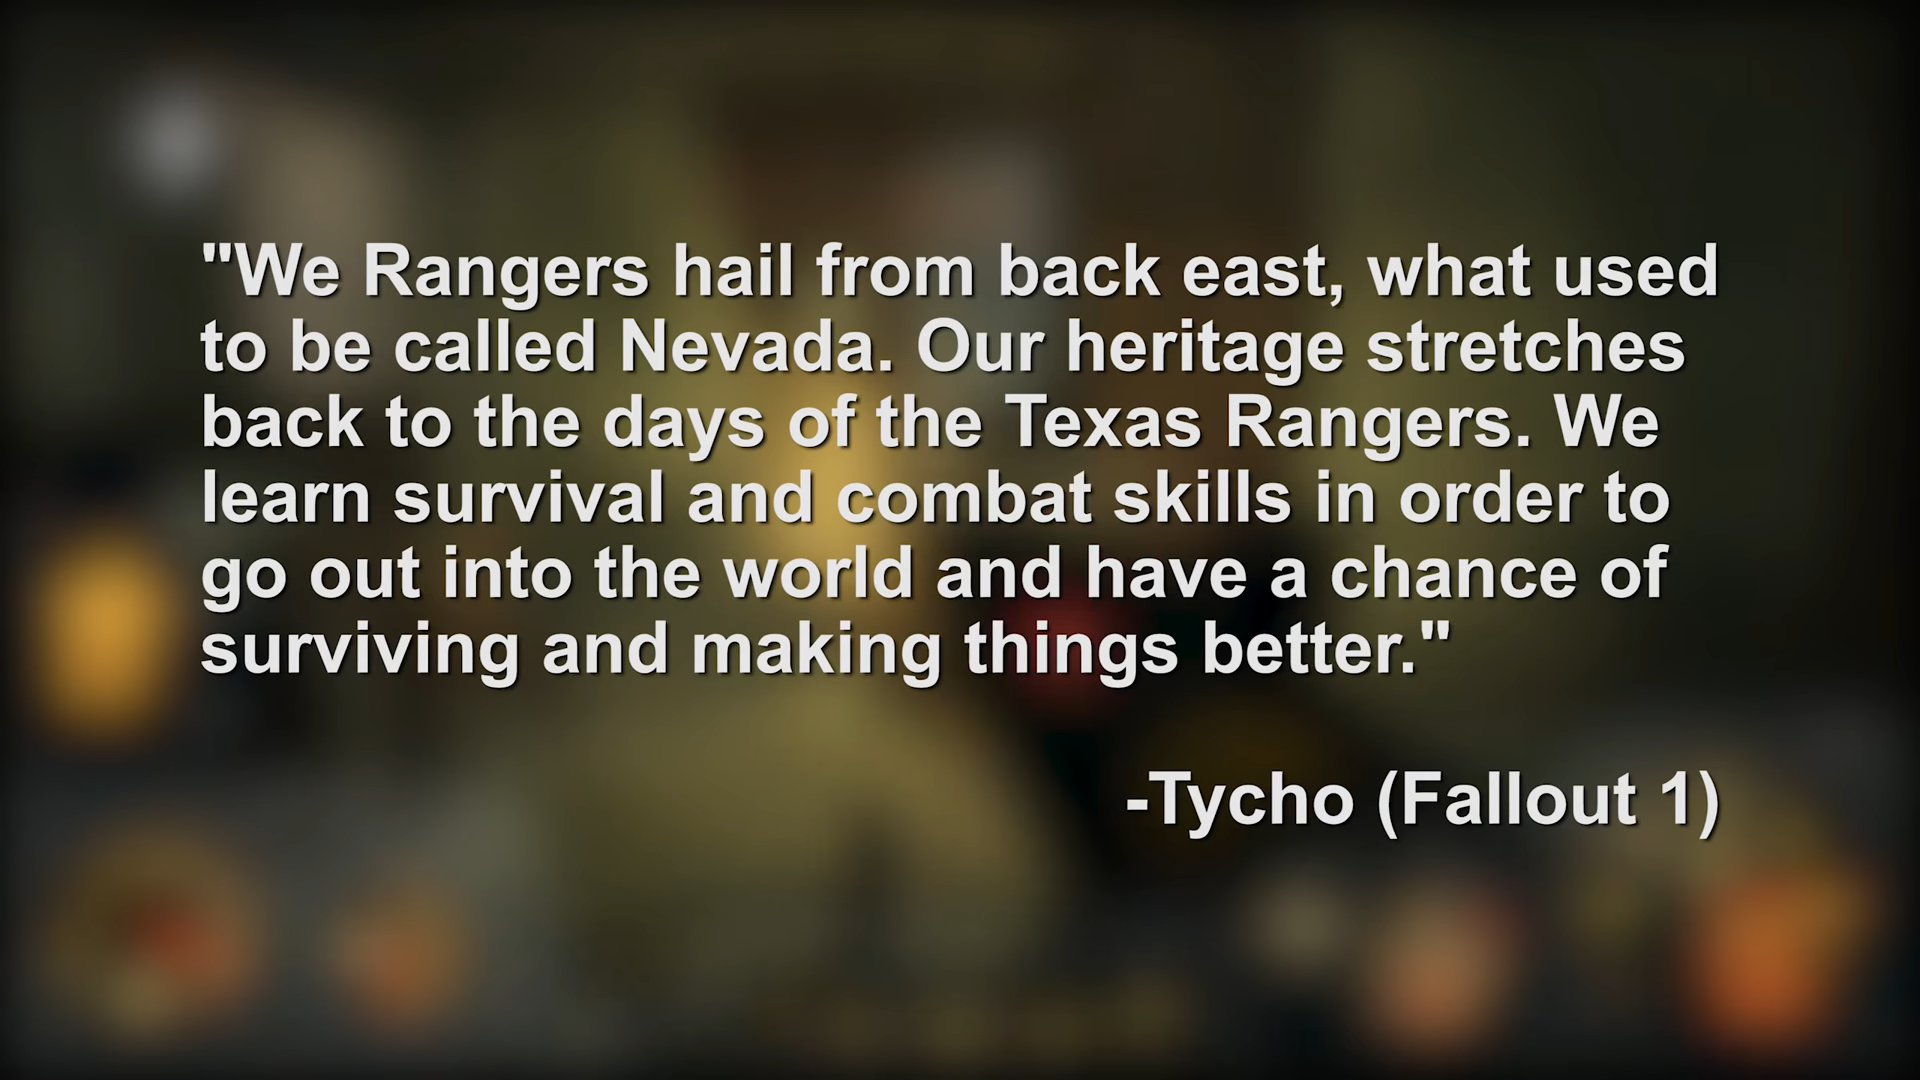 "We Rangers hail from back east, what used
to be called Nevada. Our heritage stretches
back to the days of the Texas Rangers. We
learn survival and combat skills in order to
go out into the world and have a chance of
surviving and making things better."
-Tycho (Fallout 1)